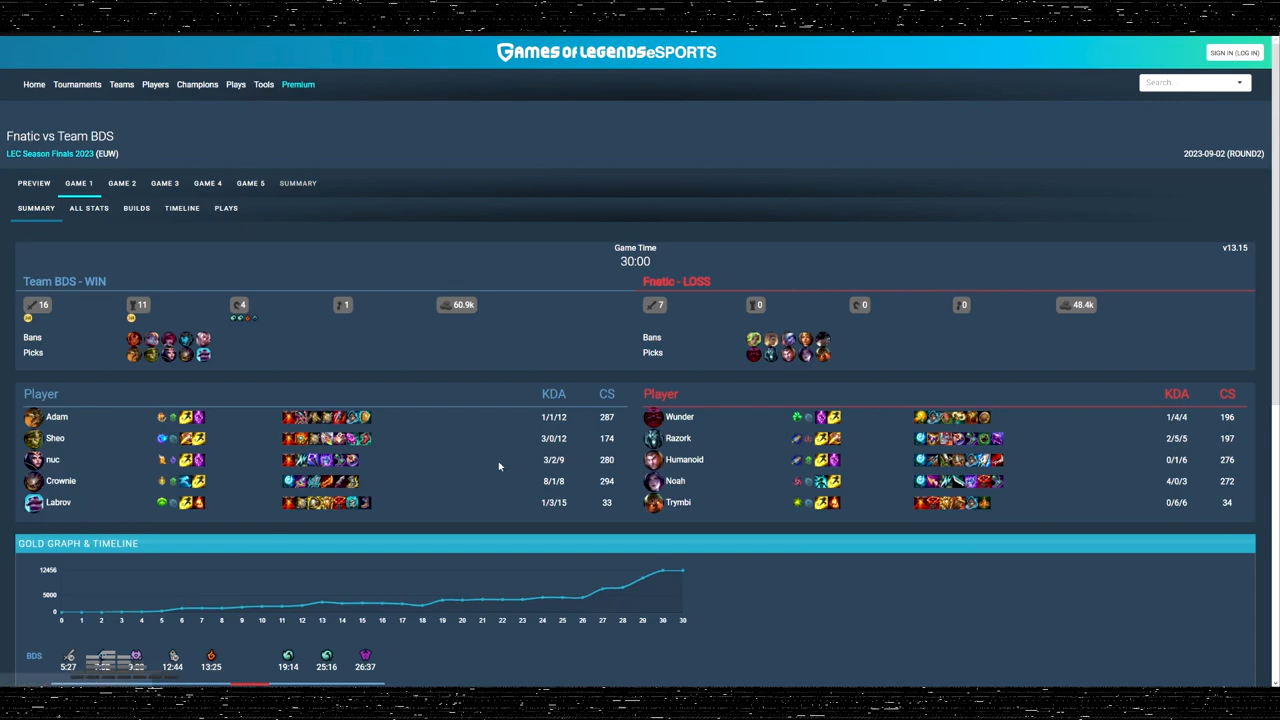 GAMES OF LEGENDS eSPORTS
SIGN IN (LOG IN)
Home Tournaments Teams Players Champions Plays Tools Premium
Search...
Fnatic vs Team BDS
LEC Season Finals 2023 (EUW)
2023-09-02 (ROUND2)
PREVIEW GAME 1 GAME 2 GAME 3 GAME 4 GAME 5 SUMMARY
SUMMARY ALL STATS BUILDS TIMELINE PLAYS
Game Time
v13.15
30:00
Team BDS - WIN
Fnatic - LOSS
16 11 4 1 60.9k
7 0 0 0 48.4k
Bans
Bans
Picks
Picks
Player KDA CS
Player KDA CS
Adam 1/1/12 287
Wunder 1/4/4 196
Sheo 3/0/12 174
Razork 2/5/5 197
nuc 3/2/9 280
Humanoid 0/1/6 276
Crownie 8/1/8 294
Noah 4/0/3 272
Labrov 1/3/15 33
Trymbi 0/6/6 34
GOLD GRAPH & TIMELINE
12456
5000
0
0 1 2 3 4 5 6 7 8 9 10 11 12 13 14 15 16 17 18 19 20 21 22 23 24 25 26 27 28 29 30 30
BDS
5:27 12:44 13:25 19:14 25:16 26:37